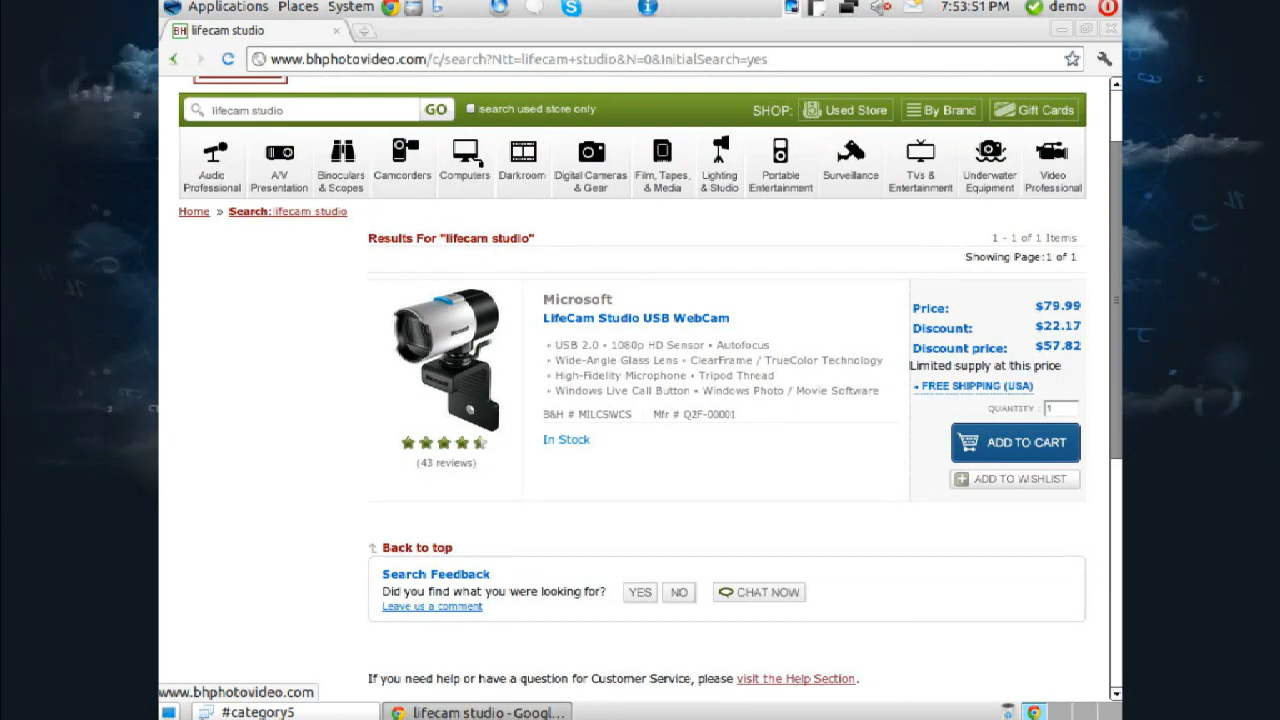 Applications Places System
7:53:51 PM demo
BH lifecam studio
www.bhphotovideo.com/c/search?Ntt=lifecam+studio&N=0&InitialSearch=yes
lifecam studio GO search used store only SHOP: Used Store By Brand Gift Cards
Audio Professional
A/V Presentation
Binoculars & Scopes
Camcorders
Computers
Darkroom
Digital Cameras & Gear
Film, Tapes, & Media
Lighting & Studio
Portable Entertainment
Surveillance
TVs & Entertainment
Underwater Equipment
Video Professional
Home » Search: lifecam studio
Results For "lifecam studio"
1 - 1 of 1 Items
Showing Page:1 of 1
Microsoft
LifeCam Studio USB WebCam
• USB 2.0 • 1080p HD Sensor • Autofocus
• Wide-Angle Glass Lens • ClearFrame / TrueColor Technology
• High-Fidelity Microphone • Tripod Thread
• Windows Live Call Button • Windows Photo / Movie Software
B&H # MILCSWCS Mfr # Q2F-00001
In Stock
(43 reviews)
Price: $79.99
Discount: $22.17
Discount price: $57.82
Limited supply at this price
• FREE SHIPPING (USA)
QUANTITY : 1
ADD TO CART
ADD TO WISHLIST
Back to top
Search Feedback
Did you find what you were looking for? YES NO CHAT NOW
Leave us a comment
If you need help or have a question for Customer Service, please visit the Help Section.
www.bhphotovideo.com
#category5
lifecam studio - Googl...